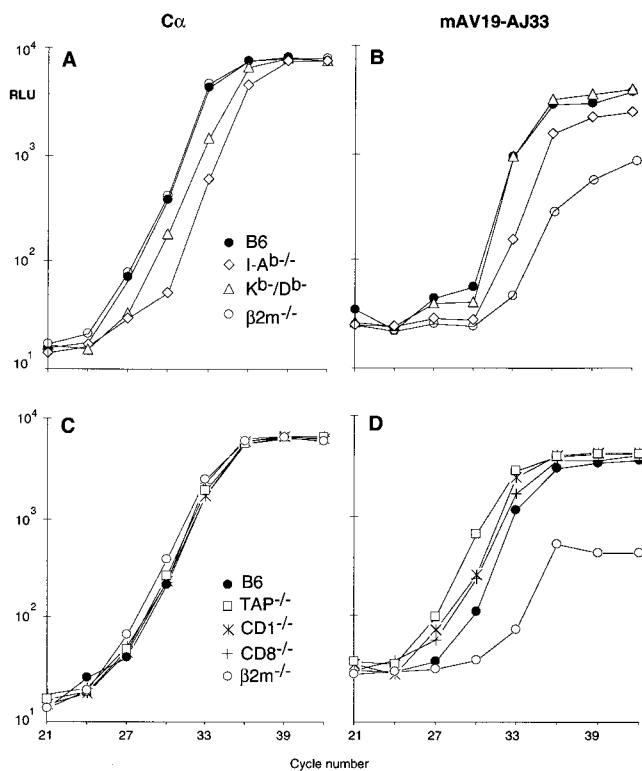 Cα
mAV19-AJ33
A
B
10⁴
RLU
10³
10²
10¹
B6
I-Aᵇ⁻/⁻
Kᵇ⁻/Dᵇ⁻
β2m⁻/⁻
C
D
10⁴
10³
10²
10¹
B6
TAP⁻/⁻
CD1⁻/⁻
CD8⁻/⁻
β2m⁻/⁻
21 27 33 39 21 27 33 39
Cycle number